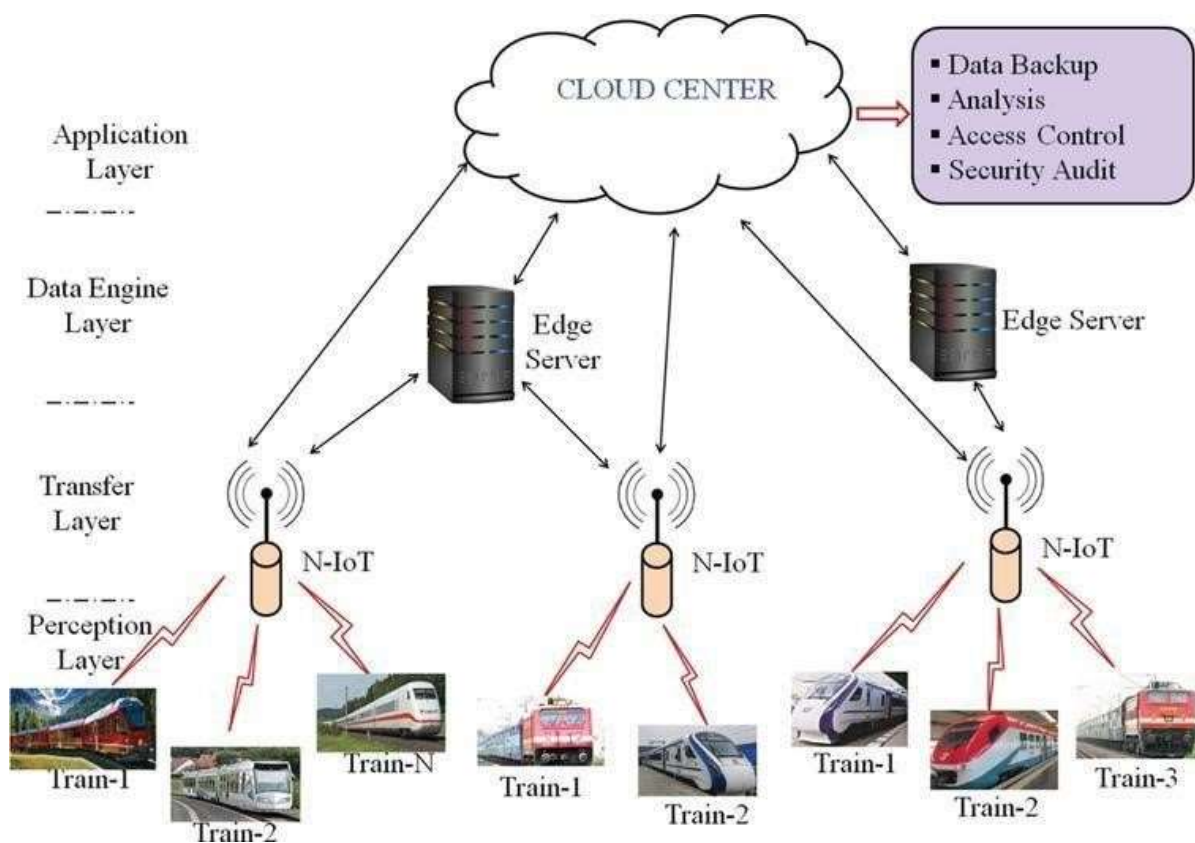 CLOUD CENTER
▪ Data Backup
▪ Analysis
▪ Access Control
▪ Security Audit
Application
Layer
Data Engine
Layer
Edge
Server
Edge Server
Transfer
Layer
N-IoT
N-IoT
N-IoT
Perception
Layer
Train-1
Train-2
Train-N
Train-1
Train-2
Train-1
Train-2
Train-3